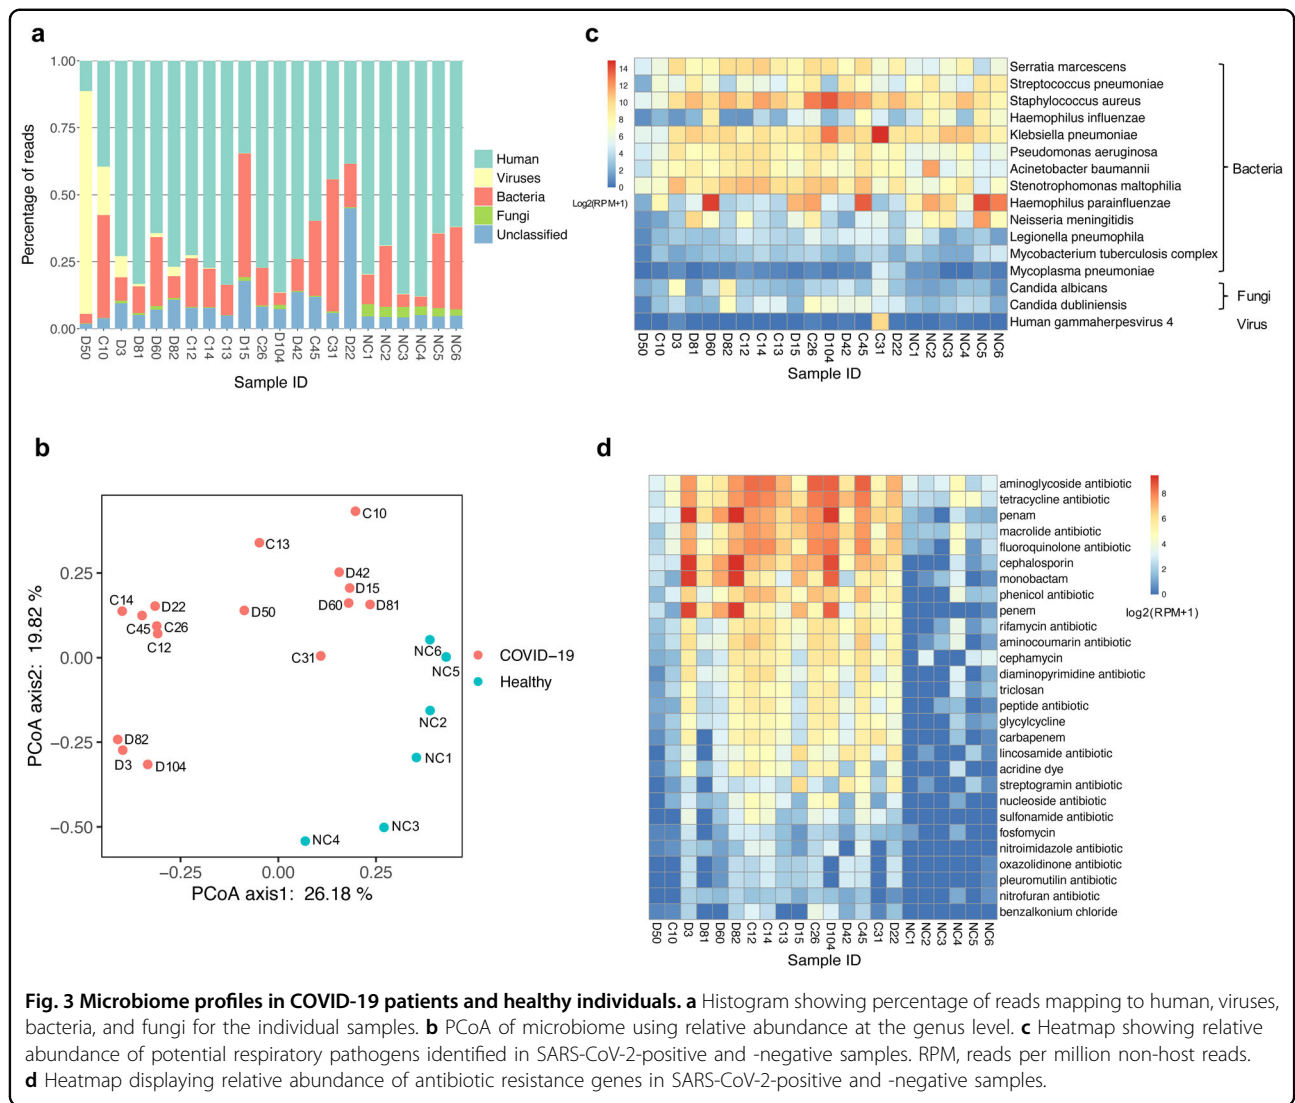 a
1.00
0.75
0.50
0.25
0.00
Percentage of reads
D50 C10 D3 D81 D60 D82 C12 C14 C13 D15 C26 D104 D42 C45 C31 D22 NC1 NC2 NC3 NC4 NC5 NC6
Sample ID
Human
Viruses
Bacteria
Fungi
Unclassified
c
14
12
10
8
6
4
2
0
Log2(RPM+1)
Serratia marcescens
Streptococcus pneumoniae
Staphylococcus aureus
Haemophilus influenzae
Klebsiella pneumoniae
Pseudomonas aeruginosa
Acinetobacter baumannii
Stenotrophomonas maltophilia
Haemophilus parainfluenzae
Neisseria meningitidis
Legionella pneumophila
Mycobacterium tuberculosis complex
Mycoplasma pneumoniae
Candida albicans
Candida dubliniensis
Human gammaherpesvirus 4
Bacteria
Fungi
Virus
D50 C10 D3 D81 D60 D82 C12 C14 C13 D15 C26 D104 D42 C45 C31 D22 NC1 NC2 NC3 NC4 NC5 NC6
Sample ID
b
PCoA axis2: 19.82 %
0.25
0.00
−0.25
−0.50
C10
C13
D42
D15
D60
D81
C14
D22
C45
C26
C12
D50
C31
NC6
NC5
NC2
NC1
D82
D3
D104
NC3
NC4
−0.25 0.00 0.25
PCoA axis1: 26.18 %
COVID−19
Healthy
d
aminoglycoside antibiotic
tetracycline antibiotic
penam
macrolide antibiotic
fluoroquinolone antibiotic
cephalosporin
monobactam
phenicol antibiotic
penem
rifamycin antibiotic
aminocoumarin antibiotic
cephamycin
diaminopyrimidine antibiotic
triclosan
peptide antibiotic
glycylcycline
carbapenem
lincosamide antibiotic
acridine dye
streptogramin antibiotic
nucleoside antibiotic
sulfonamide antibiotic
fosfomycin
nitroimidazole antibiotic
oxazolidinone antibiotic
pleuromutilin antibiotic
nitrofuran antibiotic
benzalkonium chloride
8
6
4
2
0
log2(RPM+1)
D50 C10 D3 D81 D60 D82 C12 C14 C13 D15 C26 D104 D42 C45 C31 D22 NC1 NC2 NC3 NC4 NC5 NC6
Sample ID
Fig. 3 Microbiome profiles in COVID-19 patients and healthy individuals. a Histogram showing percentage of reads mapping to human, viruses,
bacteria, and fungi for the individual samples. b PCoA of microbiome using relative abundance at the genus level. c Heatmap showing relative
abundance of potential respiratory pathogens identified in SARS-CoV-2-positive and -negative samples. RPM, reads per million non-host reads.
d Heatmap displaying relative abundance of antibiotic resistance genes in SARS-CoV-2-positive and -negative samples.